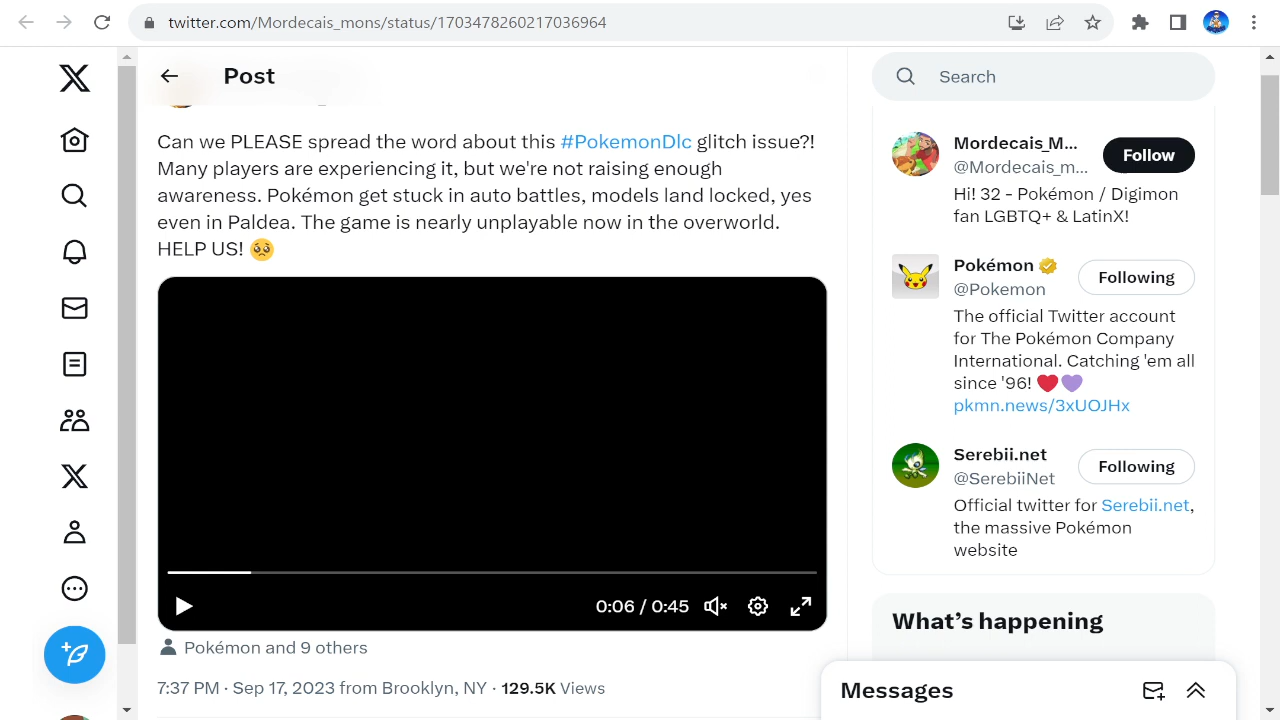 twitter.com/Mordecais_mons/status/1703478260217036964
Post
Can we PLEASE spread the word about this #PokemonDlc glitch issue?!
Many players are experiencing it, but we're not raising enough
awareness. Pokémon get stuck in auto battles, models land locked, yes
even in Paldea. The game is nearly unplayable now in the overworld.
HELP US! 🥺
0:06 / 0:45
Pokémon and 9 others
7:37 PM · Sep 17, 2023 from Brooklyn, NY · 129.5K Views
Search
Mordecais_M...
@Mordecais_m...
Follow
Hi! 32 - Pokémon / Digimon
fan LGBTQ+ & LatinX!
Pokémon
@Pokemon
Following
The official Twitter account
for The Pokémon Company
International. Catching 'em all
since '96! ❤️💜
pkmn.news/3xUOJHx
Serebii.net
@SerebiiNet
Following
Official twitter for Serebii.net,
the massive Pokémon
website
What's happening
Messages